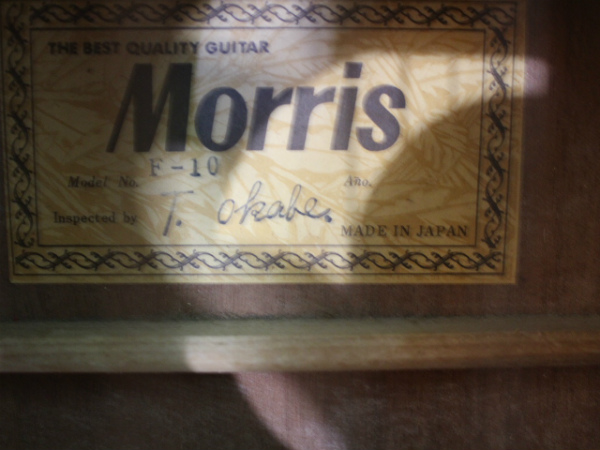 THE BEST QUALITY GUITAR
Morris
Model No. F-10 Ano.
Inspected by T. Okabe.
MADE IN JAPAN